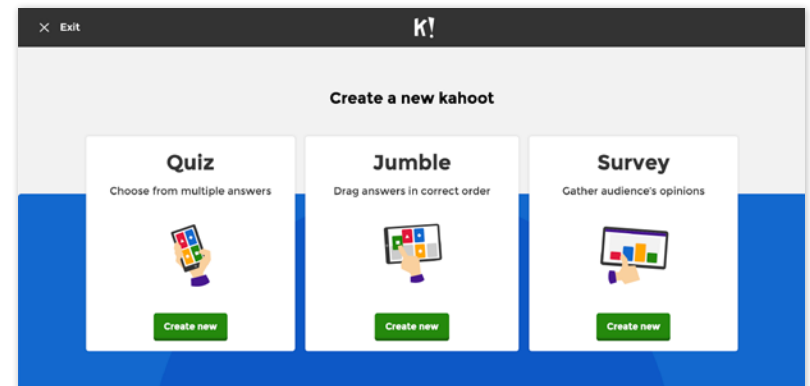 Exit
K!
Create a new kahoot
Quiz
Choose from multiple answers
Create new
Jumble
Drag answers in correct order
Create new
Survey
Gather audience's opinions
Create new